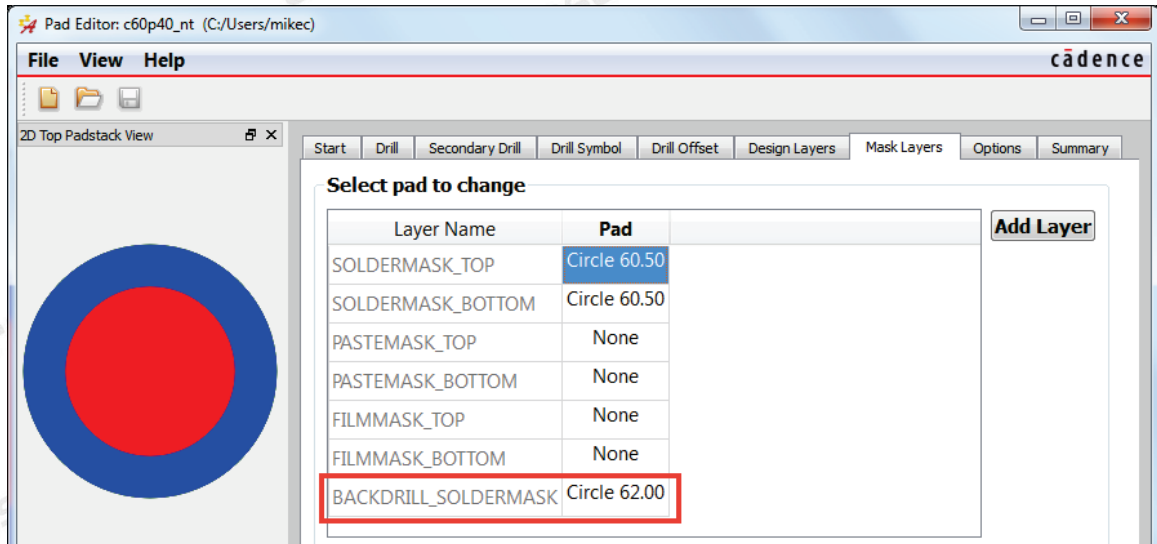 Pad Editor: c60p40_nt (C:/Users/mikec)
File View Help
cādence
2D Top Padstack View
Start Drill Secondary Drill Drill Symbol Drill Offset Design Layers Mask Layers Options Summary
Select pad to change
Layer Name Pad
Add Layer
SOLDERMASK_TOP Circle 60.50
SOLDERMASK_BOTTOM Circle 60.50
PASTEMASK_TOP None
PASTEMASK_BOTTOM None
FILMMASK_TOP None
FILMMASK_BOTTOM None
BACKDRILL_SOLDERMASK Circle 62.00